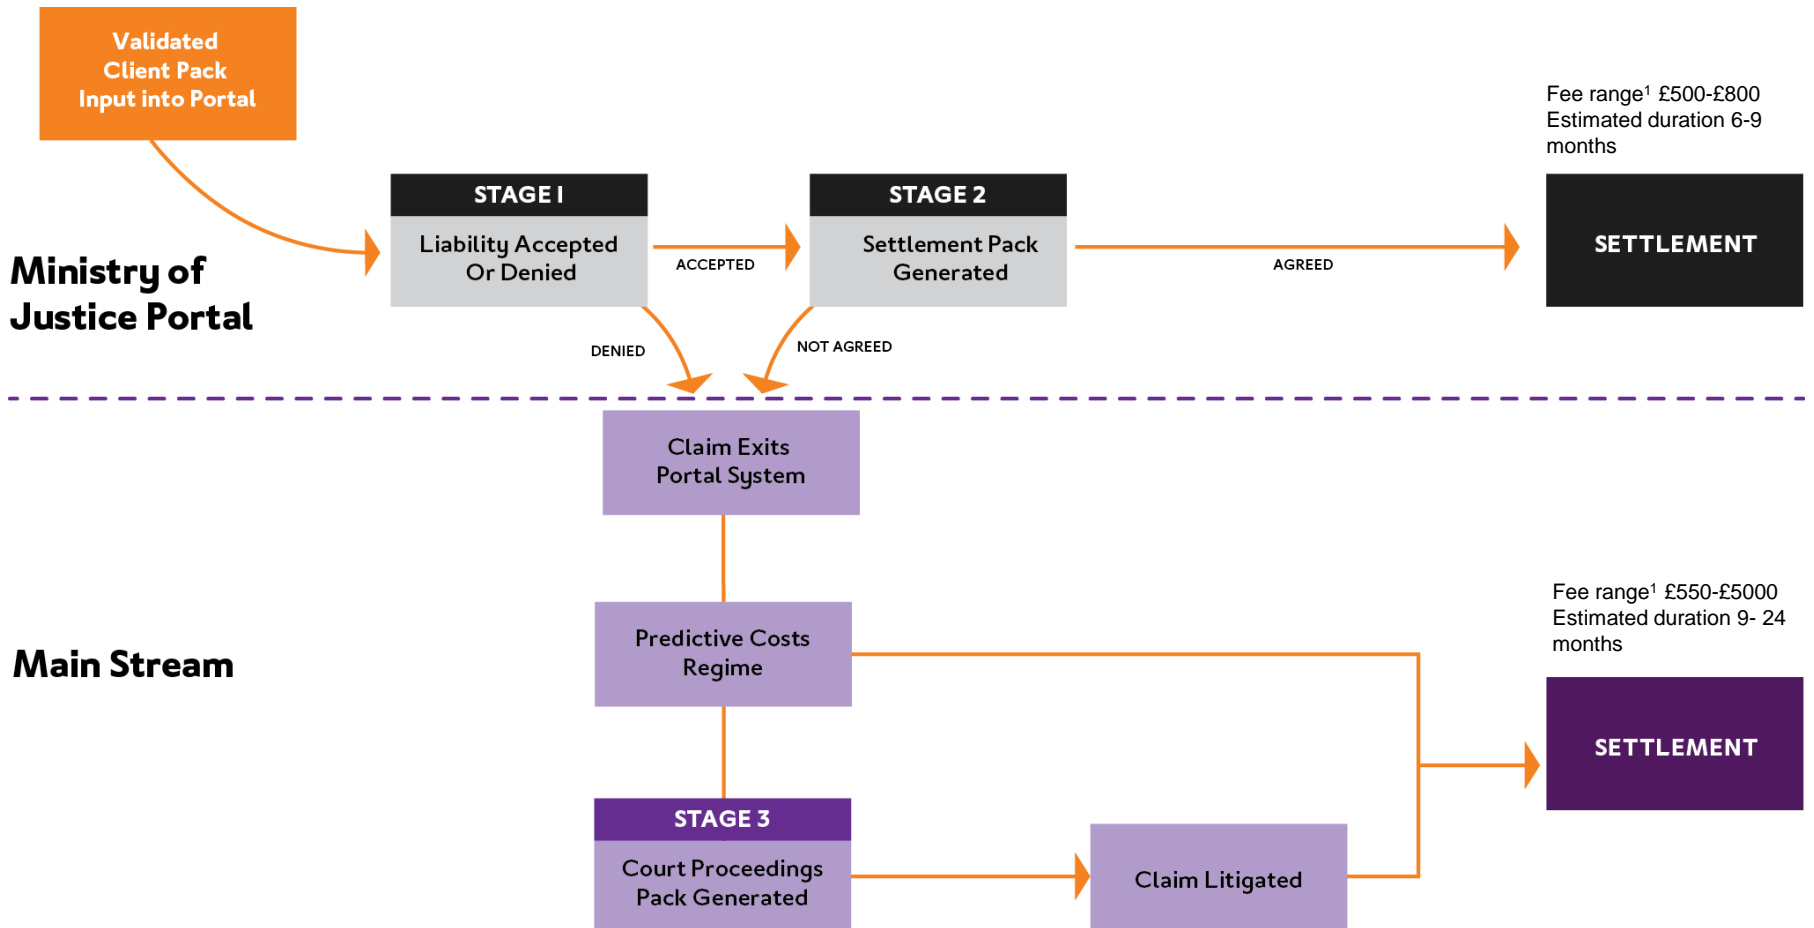 Validated
Client Pack
Input into Portal
Fee range¹ £500-£800
Estimated duration 6-9
months
STAGE 1
Liability Accepted
Or Denied
ACCEPTED
STAGE 2
Settlement Pack
Generated
AGREED
SETTLEMENT
Ministry of
Justice Portal
DENIED
NOT AGREED
Claim Exits
Portal System
Predictive Costs
Regime
Main Stream
Fee range¹ £550-£5000
Estimated duration 9- 24
months
SETTLEMENT
STAGE 3
Court Proceedings
Pack Generated
Claim Litigated